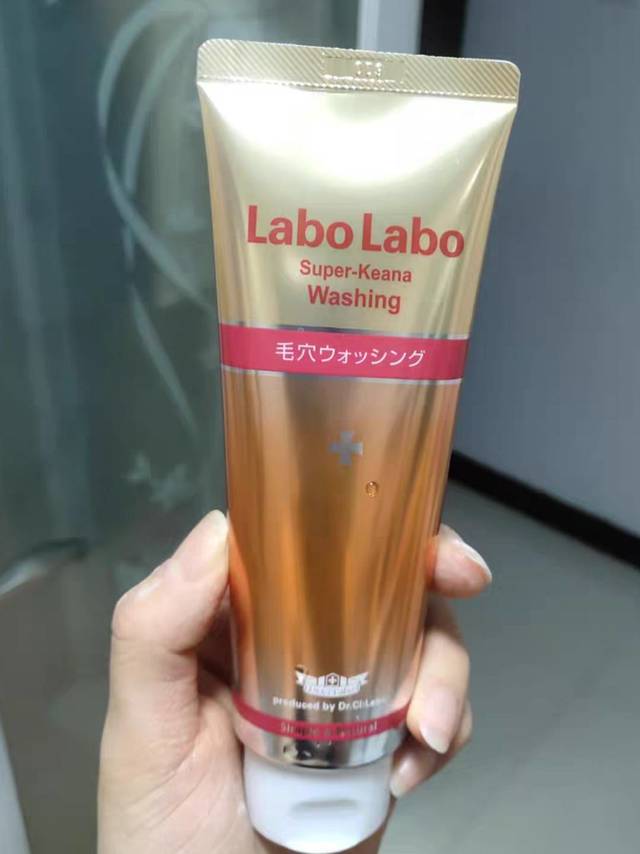 Labo Labo
Super-Keana
Washing
毛穴ウォッシング
produced by Dr.Ci:Labo